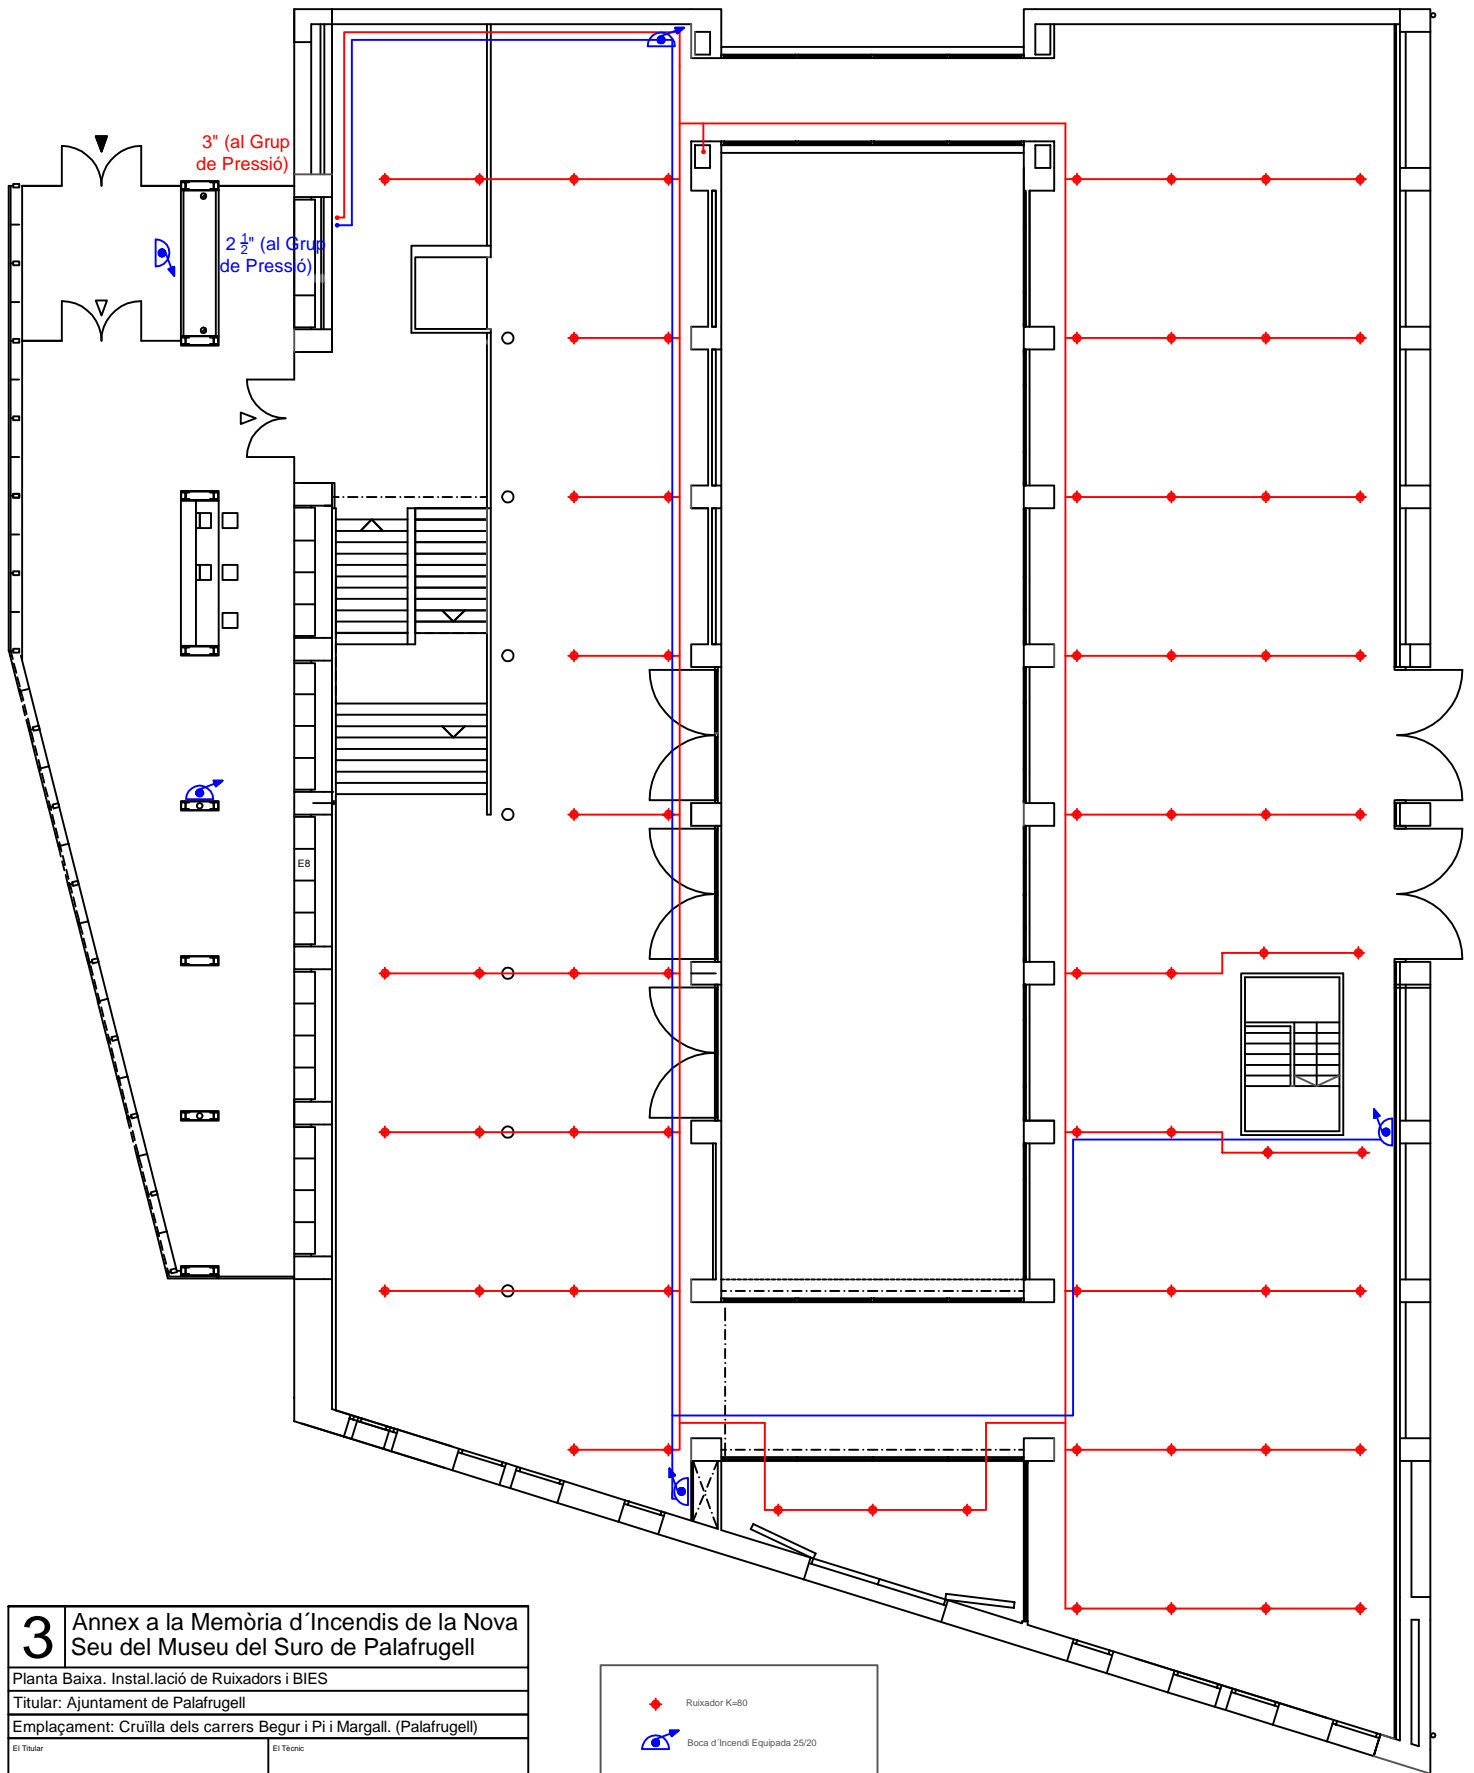 3" (al Grup
de Pressió)
2 ½" (al Grup
de Pressió)
E8
3
Annex a la Memòria d´Incendis de la Nova
Seu del Museu del Suro de Palafrugell
Planta Baixa. Instal.lació de Ruixadors i BIES
Titular: Ajuntament de Palafrugell
Emplaçament: Cruïlla dels carrers Begur i Pi i Margall. (Palafrugell)
El Titular
El Tècnic
Ruixador K=80
Boca d´Incendi Equipada 25/20